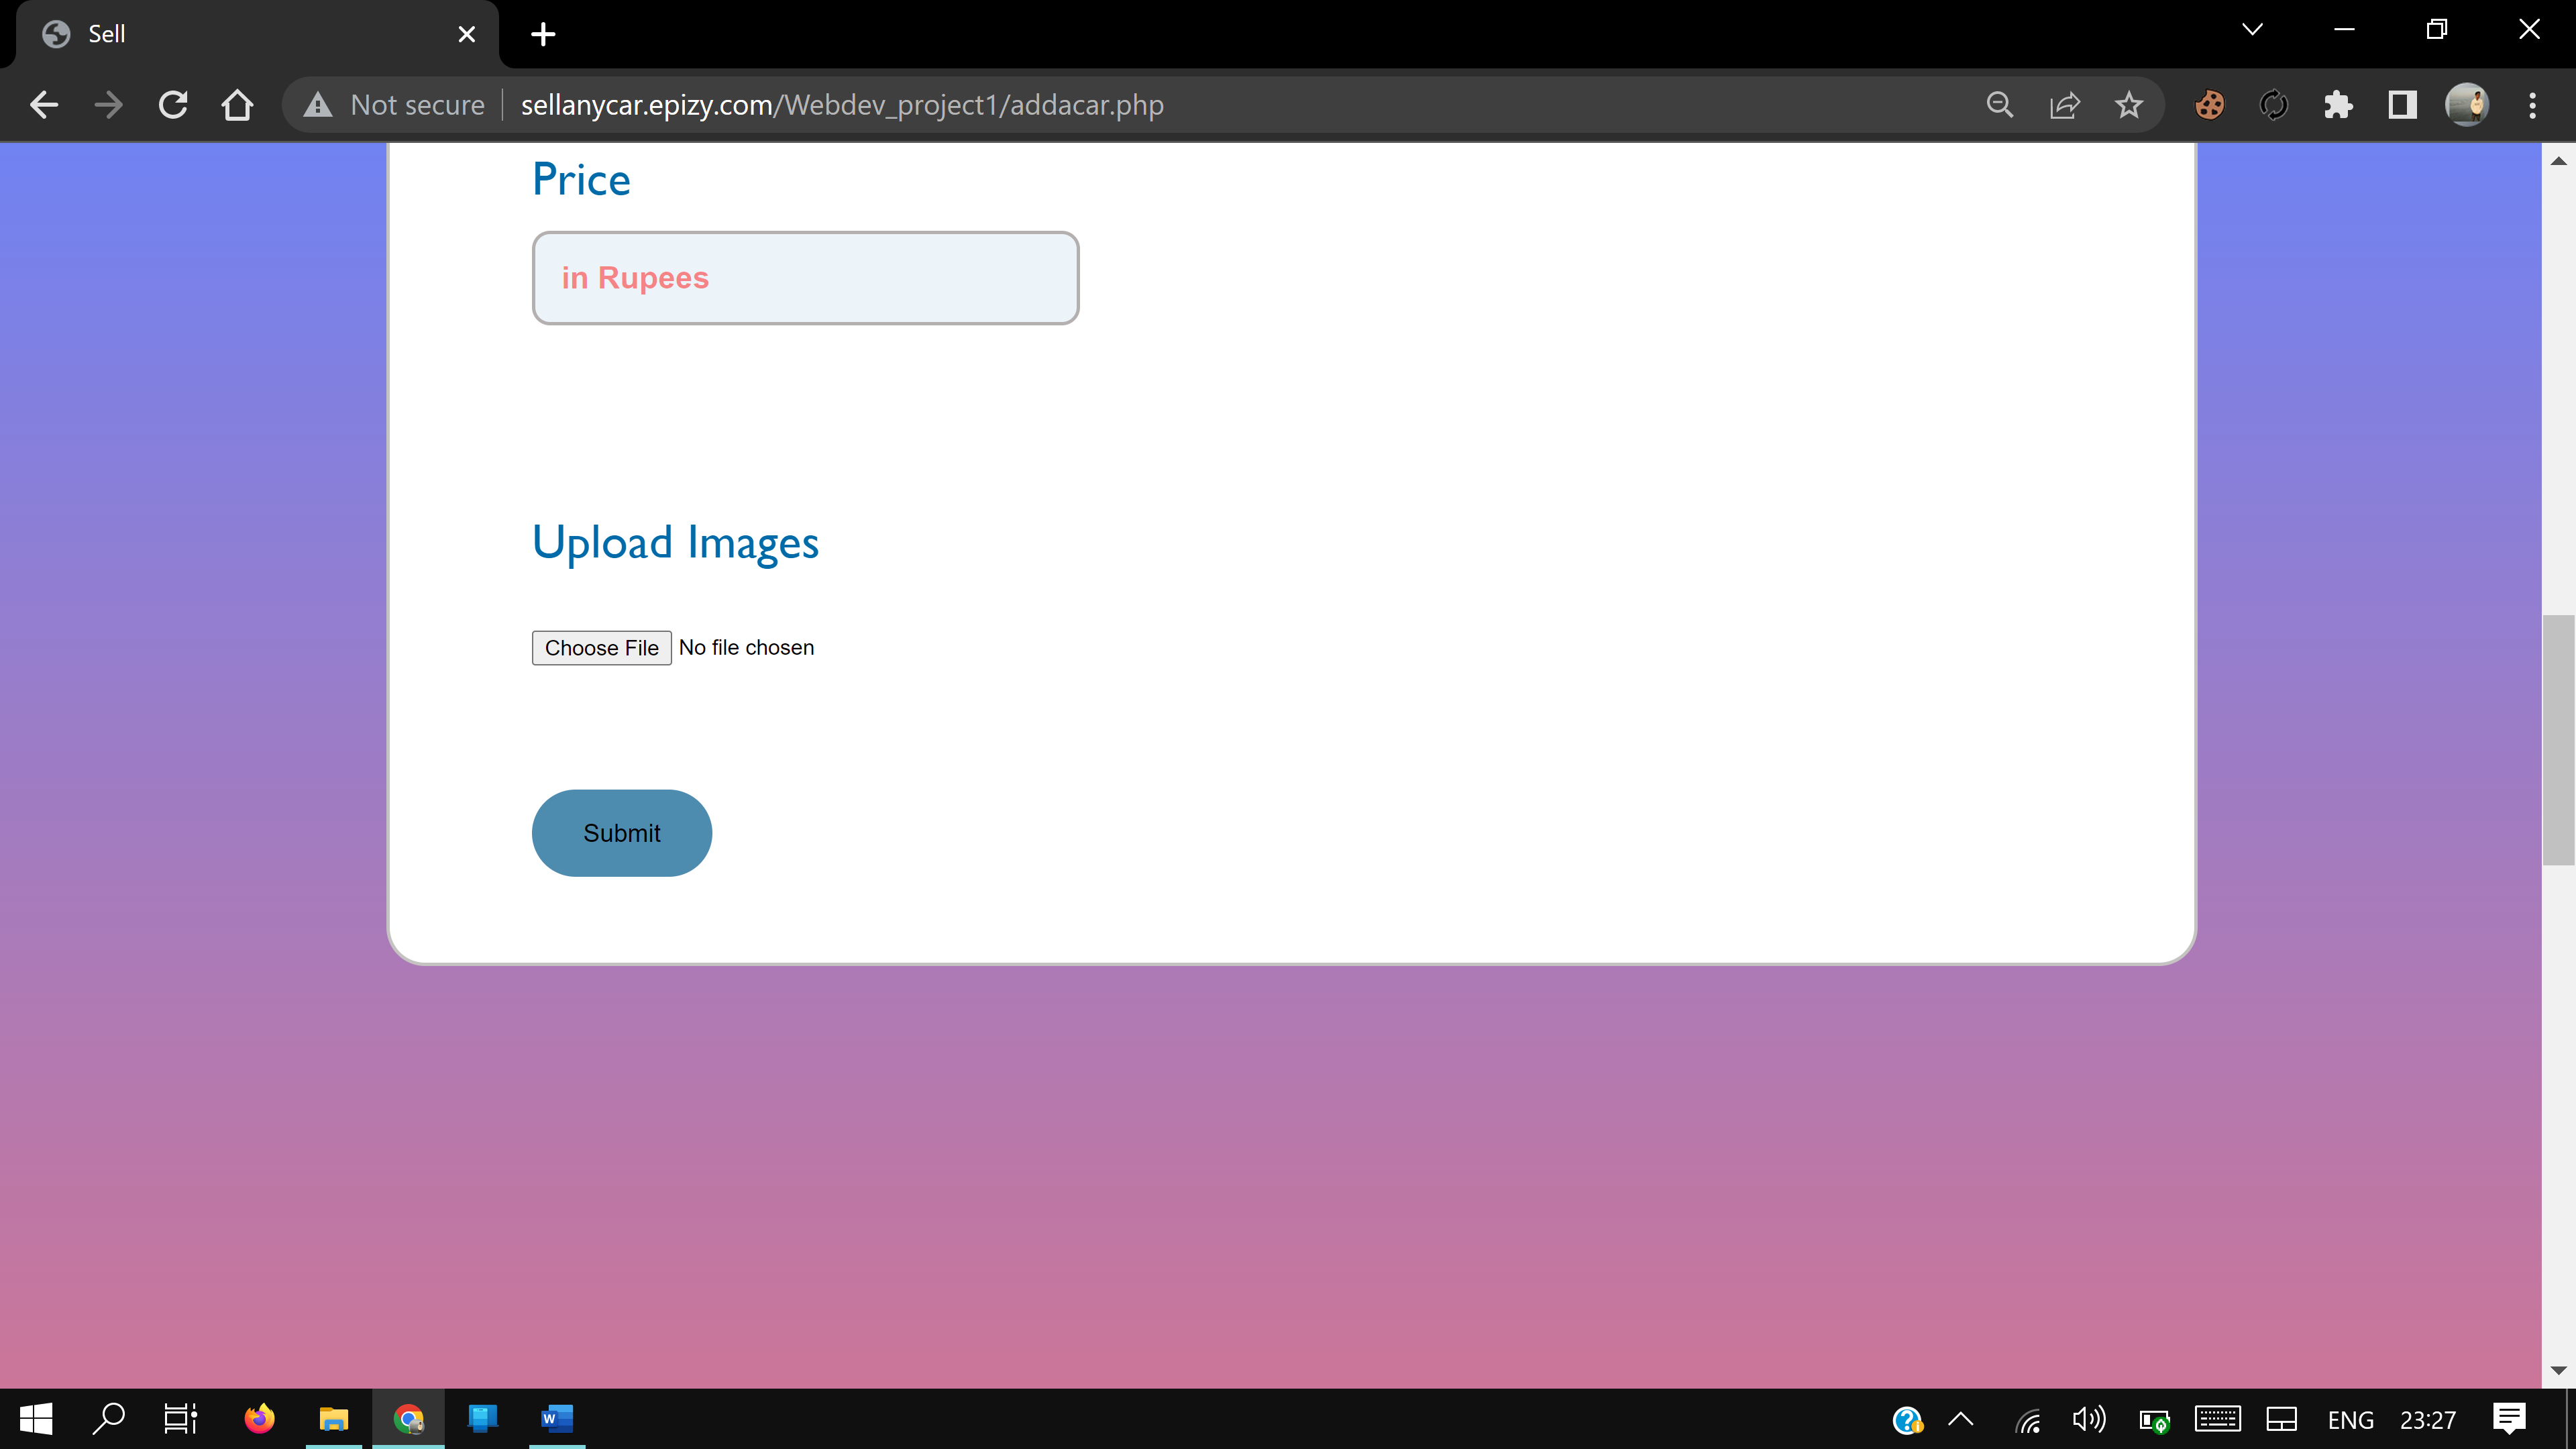 Sell
Not secure
sellanycar.epizy.com/Webdev_project1/addacar.php
Price
in Rupees
Upload Images
Choose File No file chosen
Submit
W
ENG 23:27